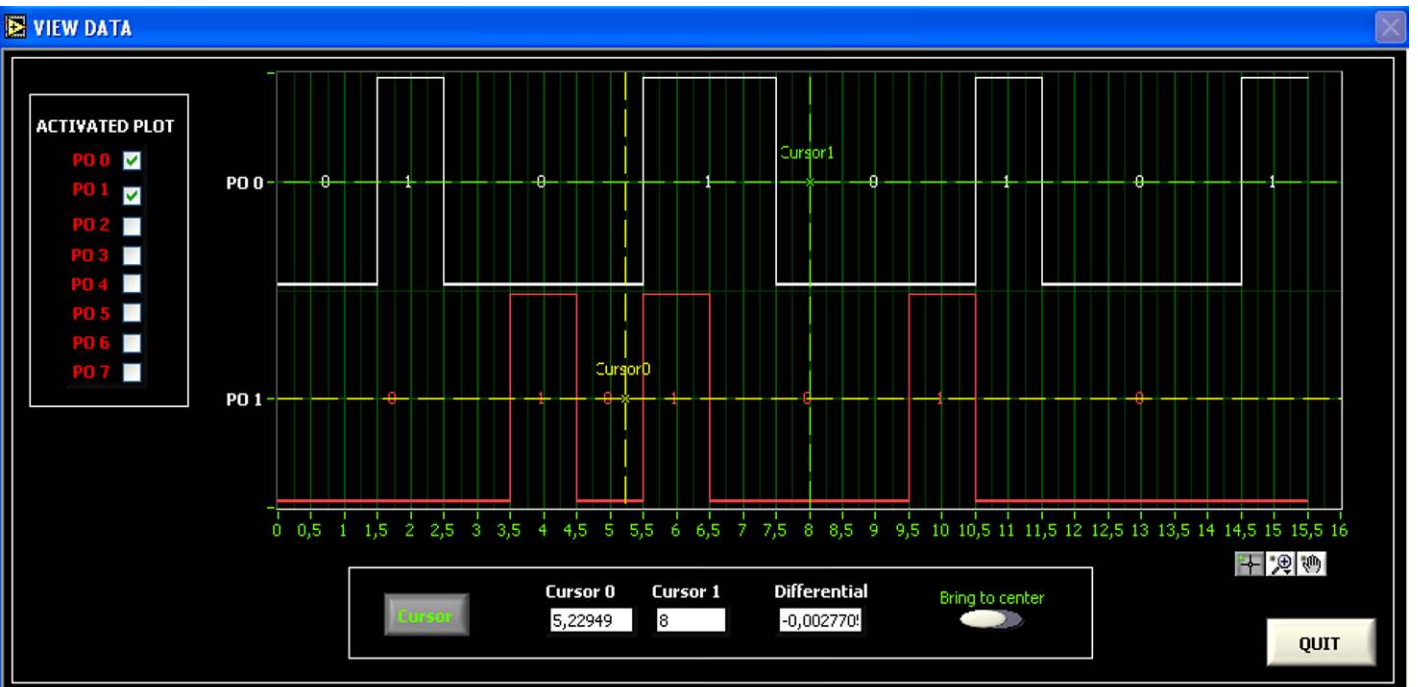 VIEW DATA
ACTIVATED PLOT
PO 0
PO 1
PO 2
PO 3
PO 4
PO 5
PO 6
PO 7
Cursor1
PO 0 0 1 0 1 0 1 0 1
Cursor0
PO 1 0 1 0 1 0 1 0
0 0,5 1 1,5 2 2,5 3 3,5 4 4,5 5 5,5 6 6,5 7 7,5 8 8,5 9 9,5 10 10,5 11 11,5 12 12,5 13 13,5 14 14,5 15 15,5 16
Cursor
Cursor 0 Cursor 1 Differential
5,22949 8 -0,002770
Bring to center
QUIT